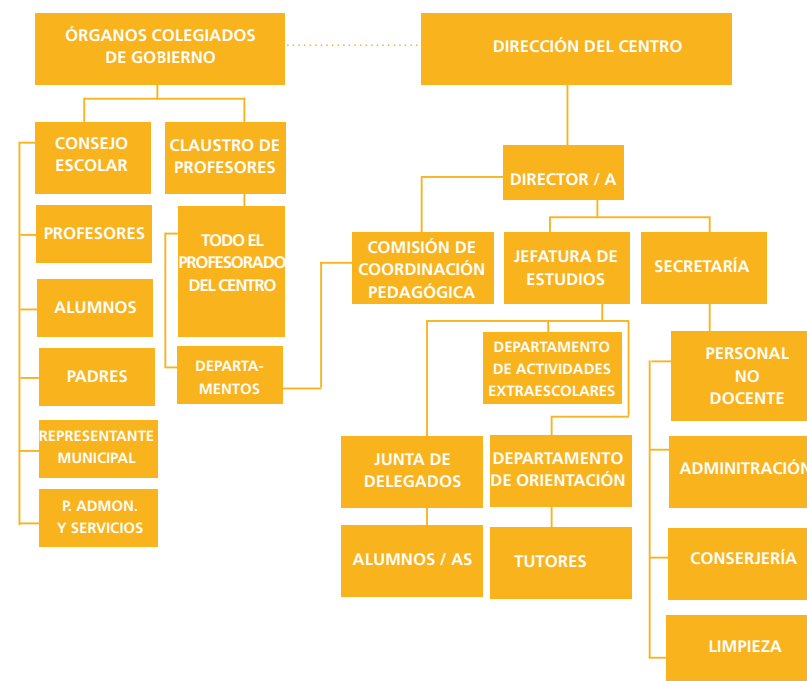 ÓRGANOS COLEGIADOS
DE GOBIERNO
DIRECCIÓN DEL CENTRO
CONSEJO
ESCOLAR
CLAUSTRO DE
PROFESORES
DIRECTOR / A
PROFESORES
TODO EL
PROFESORADO
DEL CENTRO
COMISIÓN DE
COORDINACIÓN
PEDAGÓGICA
JEFATURA DE
ESTUDIOS
SECRETARÍA
ALUMNOS
PADRES
DEPARTA-
MENTOS
DEPARTAMENTO
DE ACTIVIDADES
EXTRAESCOLARES
PERSONAL
NO
DOCENTE
REPRESENTANTE
MUNICIPAL
JUNTA DE
DELEGADOS
DEPARTAMENTO
DE ORIENTACIÓN
ADMINITRACIÓN
P. ADMON.
Y SERVICIOS
ALUMNOS / AS
TUTORES
CONSERJERÍA
LIMPIEZA